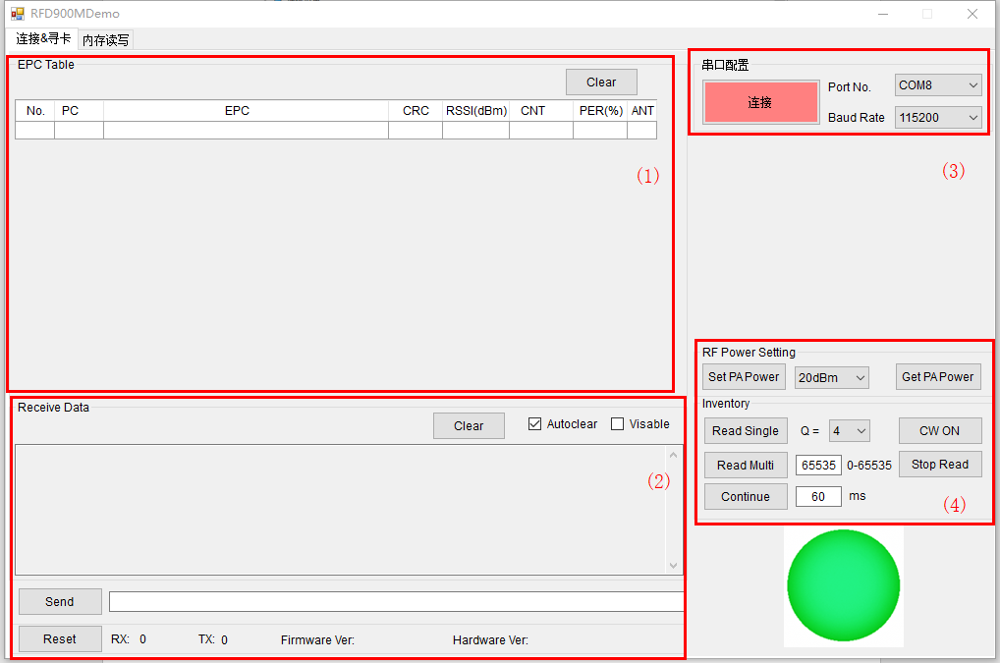 RFD900MDemo
连接&寻卡 内存读写
EPC Table
Clear
No. PC EPC CRC RSSI(dBm) CNT PER(%) ANT
(1)
串口配置
连接
Port No. COM8
Baud Rate 115200
(3)
Receive Data
Clear Autoclear Visable
(2)
Send
Reset RX: 0 TX: 0 Firmware Ver: Hardware Ver:
RF Power Setting
Set PA Power 20dBm Get PA Power
Inventory
Read Single Q = 4 CW ON
Read Multi 65535 0-65535 Stop Read
Continue 60 ms
(4)